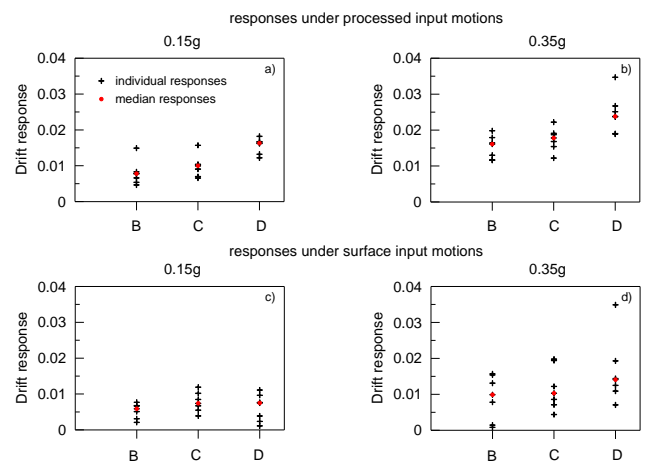 responses under processed input motions
0.15g
0.35g
a)
individual responses
median responses
Drift response
0.04
0.03
0.02
0.01
0
B C D
b)
Drift response
0.04
0.03
0.02
0.01
0
B C D
responses under surface input motions
0.15g
0.35g
c)
Drift response
0.04
0.03
0.02
0.01
0
B C D
d)
Drift response
0.04
0.03
0.02
0.01
0
B C D